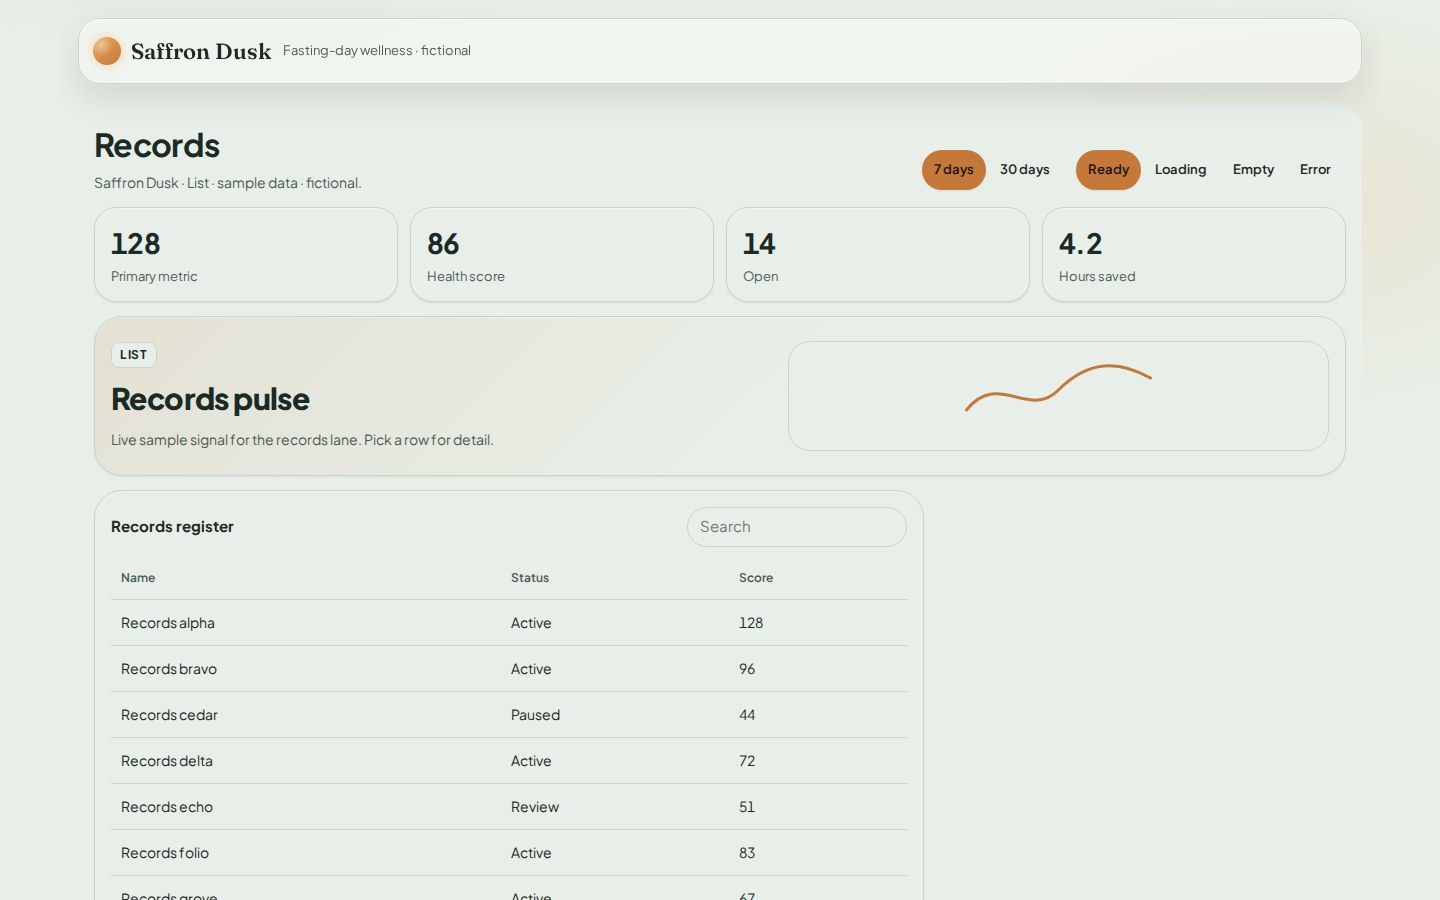 Saffron Dusk Fasting-day wellness · fictional
Records
Saffron Dusk · List · sample data · fictional.
7 days 30 days Ready Loading Empty Error
128 86 14 4.2
Primary metric Health score Open Hours saved
LIST
Records pulse
Live sample signal for the records lane. Pick a row for detail.
Records register Search
Name Status Score
Records alpha Active 128
Records bravo Active 96
Records cedar Paused 44
Records delta Active 72
Records echo Review 51
Records folio Active 83
Records grove Active 67